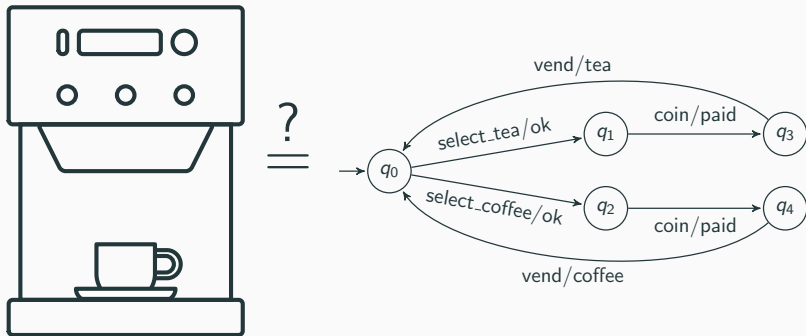 ?
=
vend/tea
select_tea/ok
q1
coin/paid
q3
q0
select_coffee/ok
q2
coin/paid
q4
vend/coffee